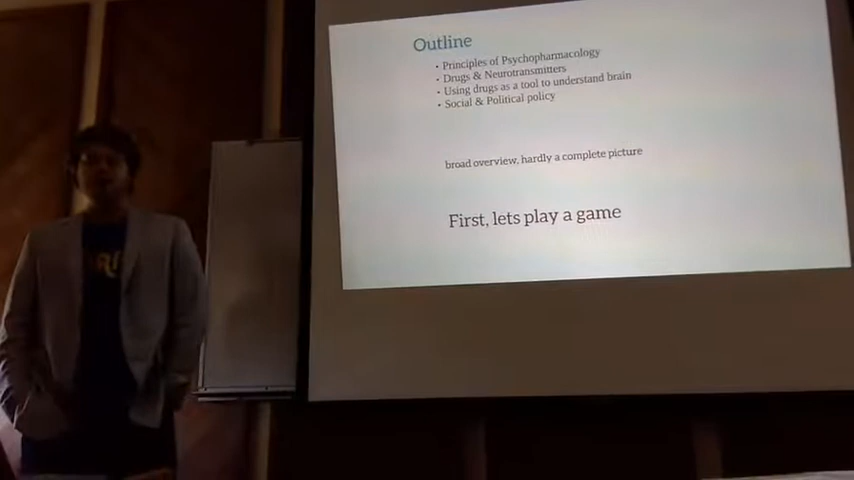 Outline
• Principles of Psychopharmacology
• Drugs & Neurotransmitters
• Using drugs as a tool to understand brain
• Social & Political policy
broad overview, hardly a complete picture
First, lets play a game